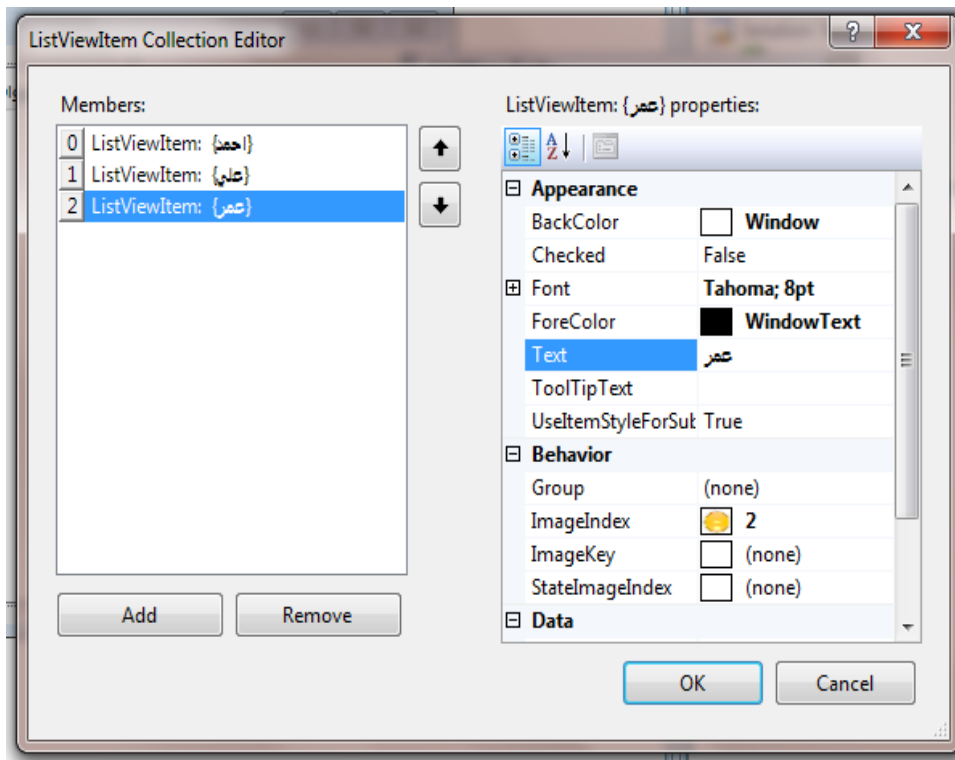 ListViewItem Collection Editor
Members:
0 ListViewItem: {احمد}
1 ListViewItem: {علي}
2 ListViewItem: {عمر}
Add
Remove
ListViewItem: {عمر} properties:
Appearance
BackColor Window
Checked False
Font Tahoma; 8pt
ForeColor WindowText
Text عمر
ToolTipText
UseItemStyleForSub True
Behavior
Group (none)
ImageIndex 2
ImageKey (none)
StateImageIndex (none)
Data
OK
Cancel